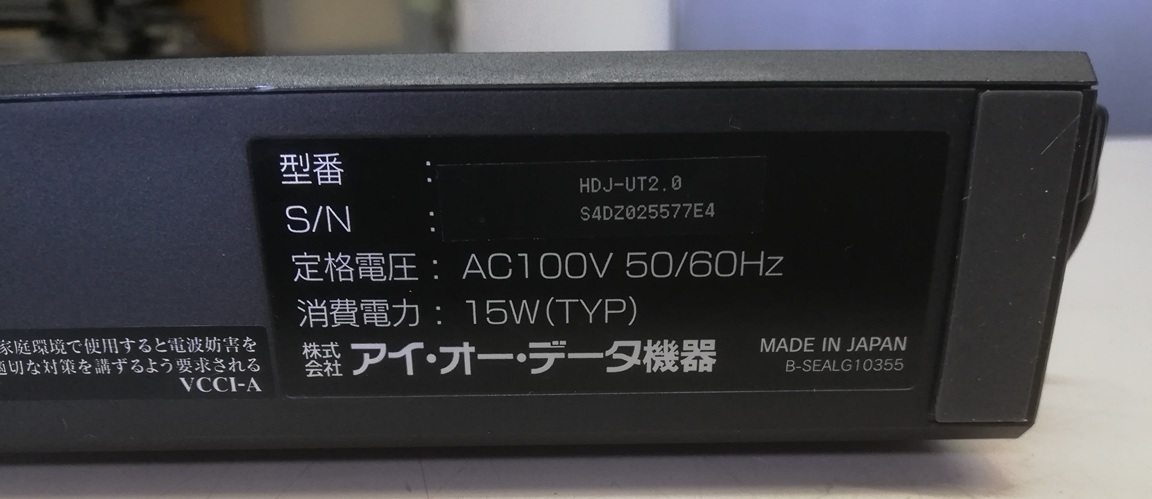 型番 : HDJ-UT2.0
S/N : S4DZ025577E4
定格電圧 : AC100V 50/60Hz
消費電力 : 15W(TYP)
株式会社 アイ・オー・データ機器
MADE IN JAPAN
B-SEALG10355
家庭環境で使用すると電波妨害を
適切な対策を講ずるよう要求される
VCCI-A